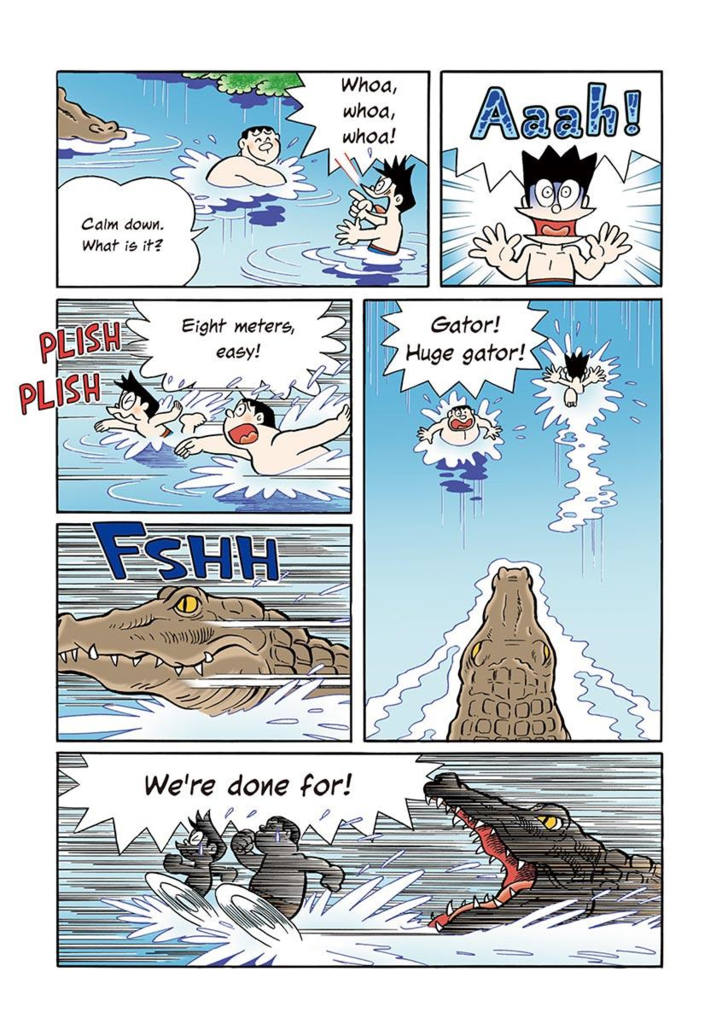 Whoa,
whoa,
whoa!
Calm down.
What is it?
Aaah!
PLISH
PLISH
Eight meters,
easy!
Gator!
Huge gator!
FSHH
We're done for!